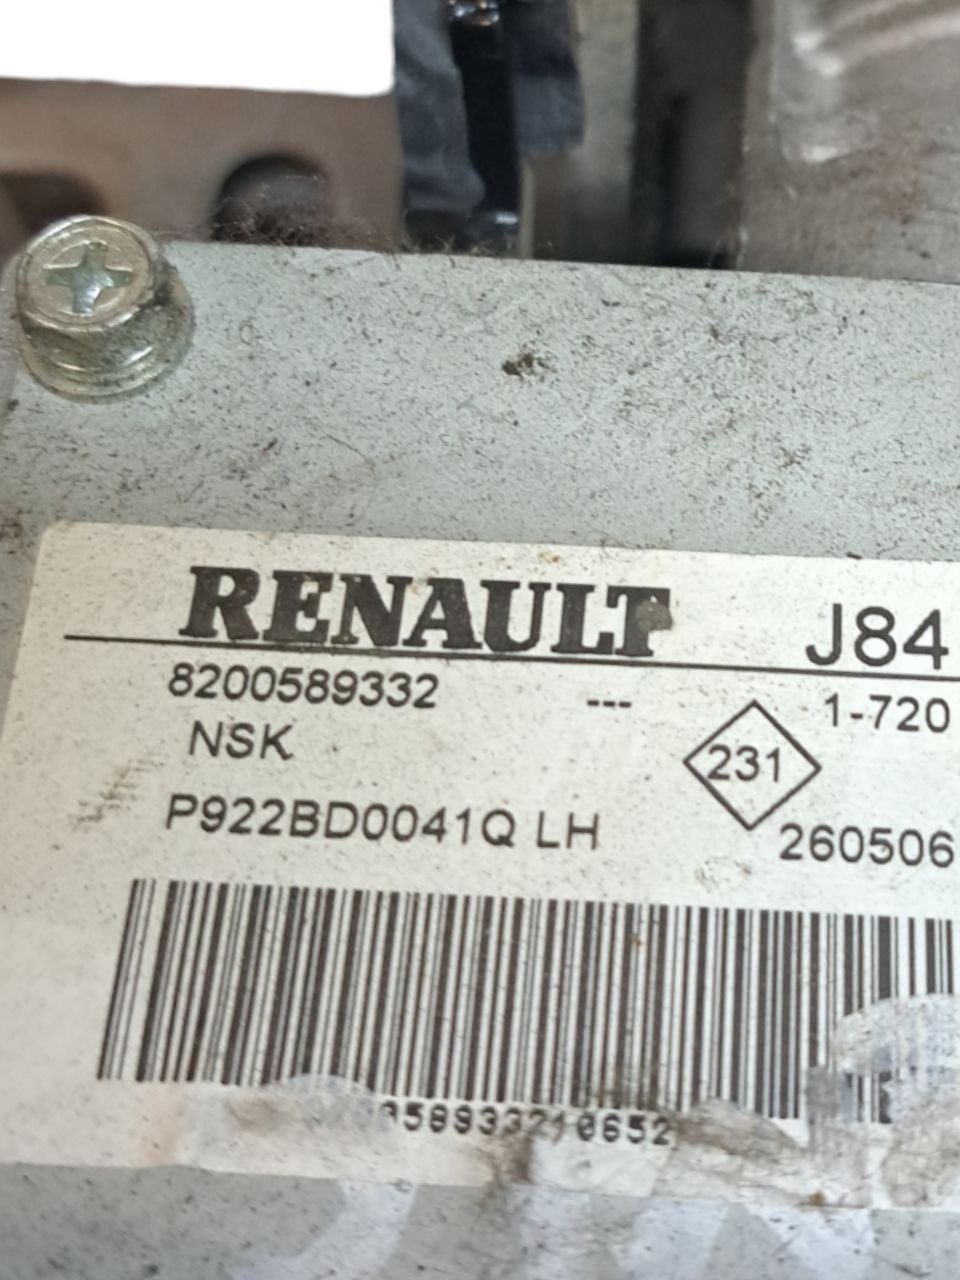 RENAULT J84
8200589332 --- 1-720
NSK 231
P922BD0041Q LH 260506